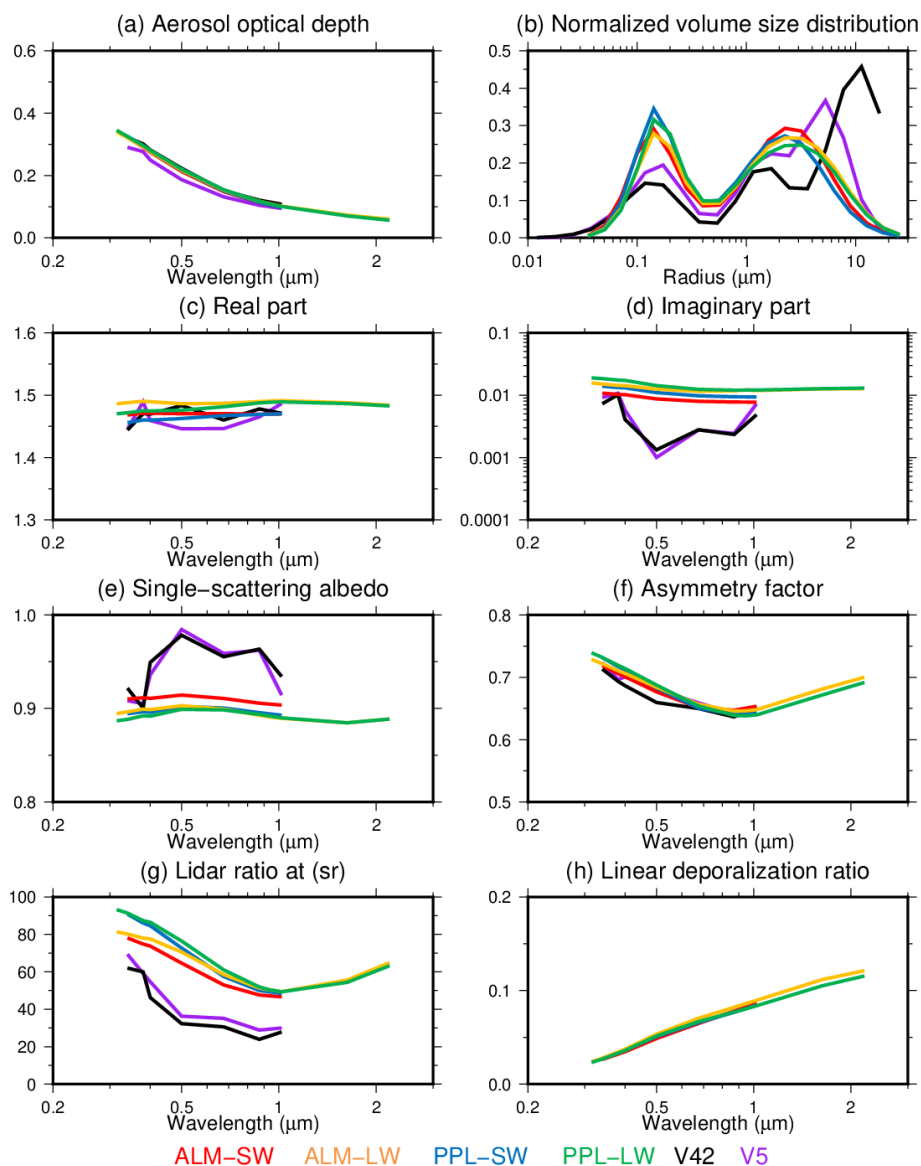 (a) Aerosol optical depth
0.6
0.4
0.2
0.0
0.2 0.5 1 2
Wavelength (μm)
(b) Normalized volume size distribution
0.5
0.4
0.3
0.2
0.1
0.0
0.01 0.1 1 10
Radius (μm)
(c) Real part
1.6
1.5
1.4
1.3
0.2 0.5 1 2
Wavelength (μm)
(d) Imaginary part
0.1
0.01
0.001
0.0001
0.2 0.5 1 2
Wavelength (μm)
(e) Single−scattering albedo
1.0
0.9
0.8
0.2 0.5 1 2
Wavelength (μm)
(f) Asymmetry factor
0.8
0.7
0.6
0.5
0.2 0.5 1 2
Wavelength (μm)
(g) Lidar ratio at (sr)
100
80
60
40
20
0
0.2 0.5 1 2
Wavelength (μm)
(h) Linear deporalization ratio
0.2
0.1
0.0
0.2 0.5 1 2
Wavelength (μm)
ALM−SW ALM−LW PPL−SW PPL−LW V42 V5